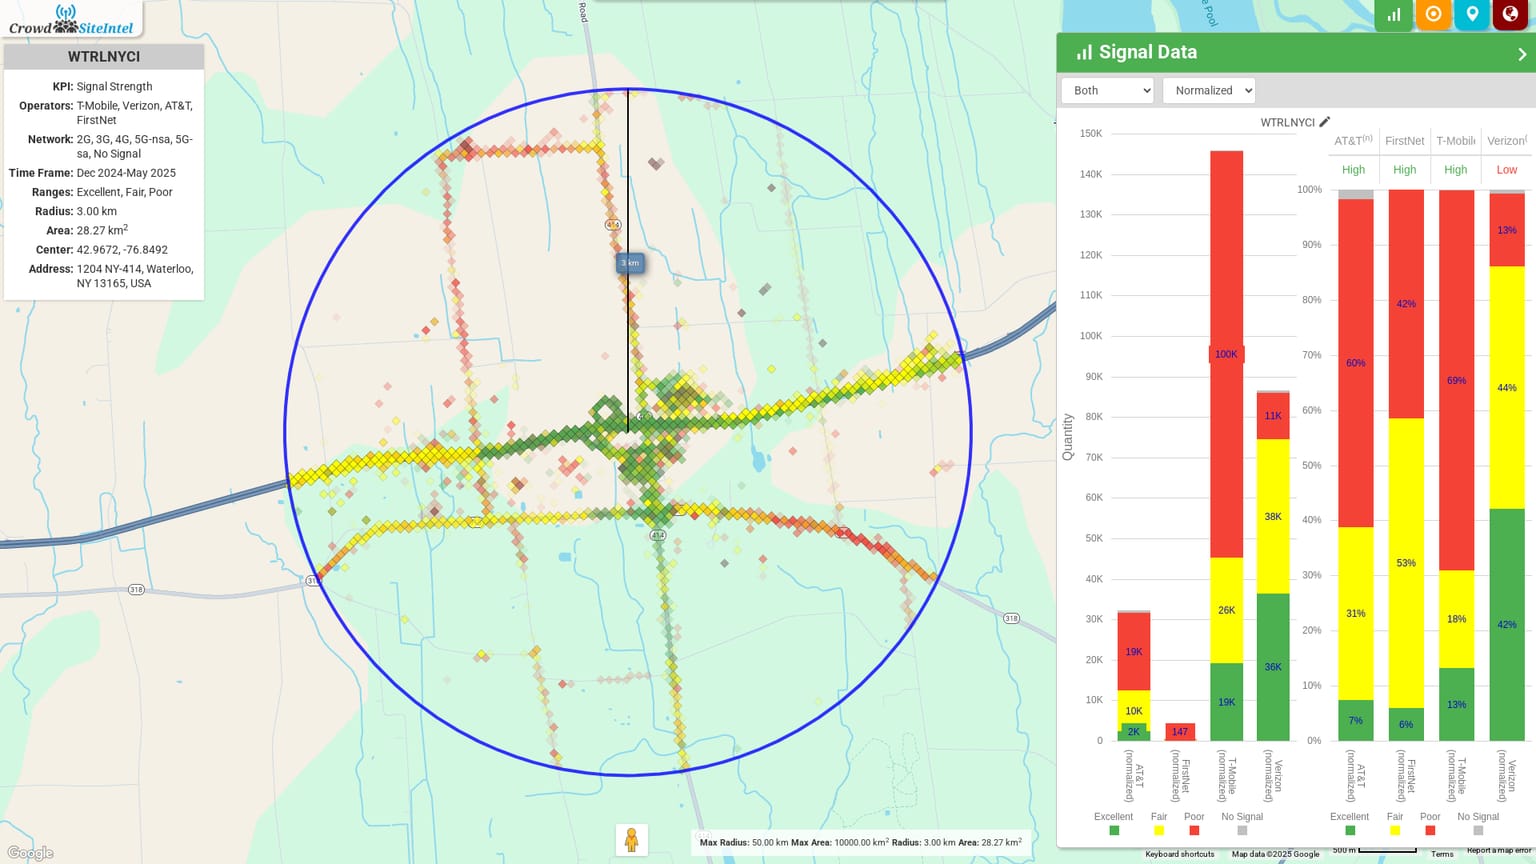 Crowd SiteIntel
WTRLNYCI
KPI: Signal Strength
Operators: T-Mobile, Verizon, AT&T,
FirstNet
Network: 2G, 3G, 4G, 5G-nsa, 5G-
sa, No Signal
Time Frame: Dec 2024-May 2025
Ranges: Excellent, Fair, Poor
Radius: 3.00 km
Area: 28.27 km²
Center: 42.9672, -76.8492
Address: 1204 NY-414, Waterloo,
NY 13165, USA
Road
e Pool
414
3 km
414
318
318
318
Google
Max Radius: 50.00 km Max Area: 10000.00 km² Radius: 3.00 km Area: 28.27 km²
Signal Data
Both
Normalized
WTRLNYCI
Quantity
150K
140K
130K
120K
110K
100K
90K
80K
70K
60K
50K
40K
30K
20K
10K
0
19K
10K
2K
147
100K
26K
19K
11K
38K
36K
AT&T
(normalized)
FirstNet
(normalized)
T-Mobile
(normalized)
Verizon
(normalized)
Excellent
Fair
Poor
No Signal
AT&T(n)
FirstNet
T-Mobile
Verizon(
High
High
High
Low
100%
90%
80%
70%
60%
50%
40%
30%
20%
10%
0%
60%
31%
7%
42%
53%
6%
69%
18%
13%
13%
44%
42%
AT&T
(normalized)
FirstNet
(normalized)
T-Mobile
(normalized)
Verizon
(normalized)
Excellent
Fair
Poor
No Signal
Keyboard shortcuts
Map data ©2025 Google
500 m
Terms
Report a map error